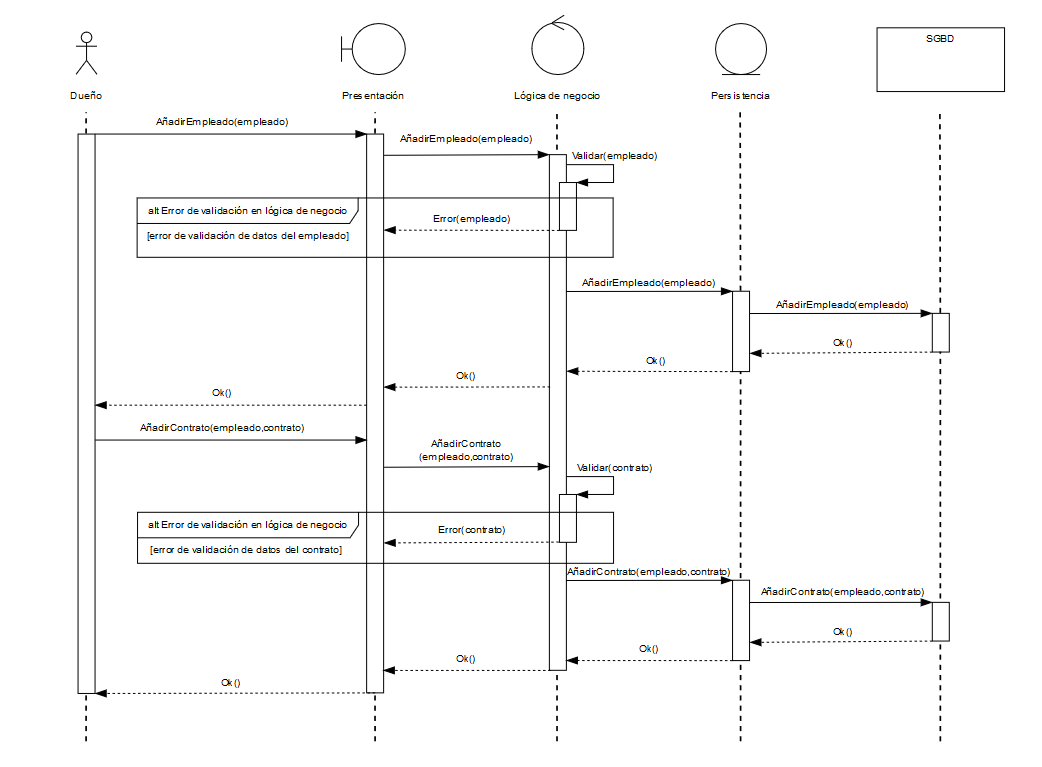 SGBD
Dueño
Presentación
Lógica de negocio
Persistencia
AñadirEmpleado(empleado)
AñadirEmpleado(empleado)
Validar(empleado)
alt Error de validación en lógica de negocio
Error(empleado)
[error de validación de datos del empleado]
AñadirEmpleado(empleado)
AñadirEmpleado(empleado)
Ok()
Ok()
Ok()
Ok()
AñadirContrato(empleado,contrato)
AñadirContrato
(empleado,contrato)
Validar(contrato)
alt Error de validación en lógica de negocio
Error(contrato)
[error de validación de datos del contrato]
AñadirContrato(empleado,contrato)
AñadirContrato(empleado,contrato)
Ok()
Ok()
Ok()
Ok()